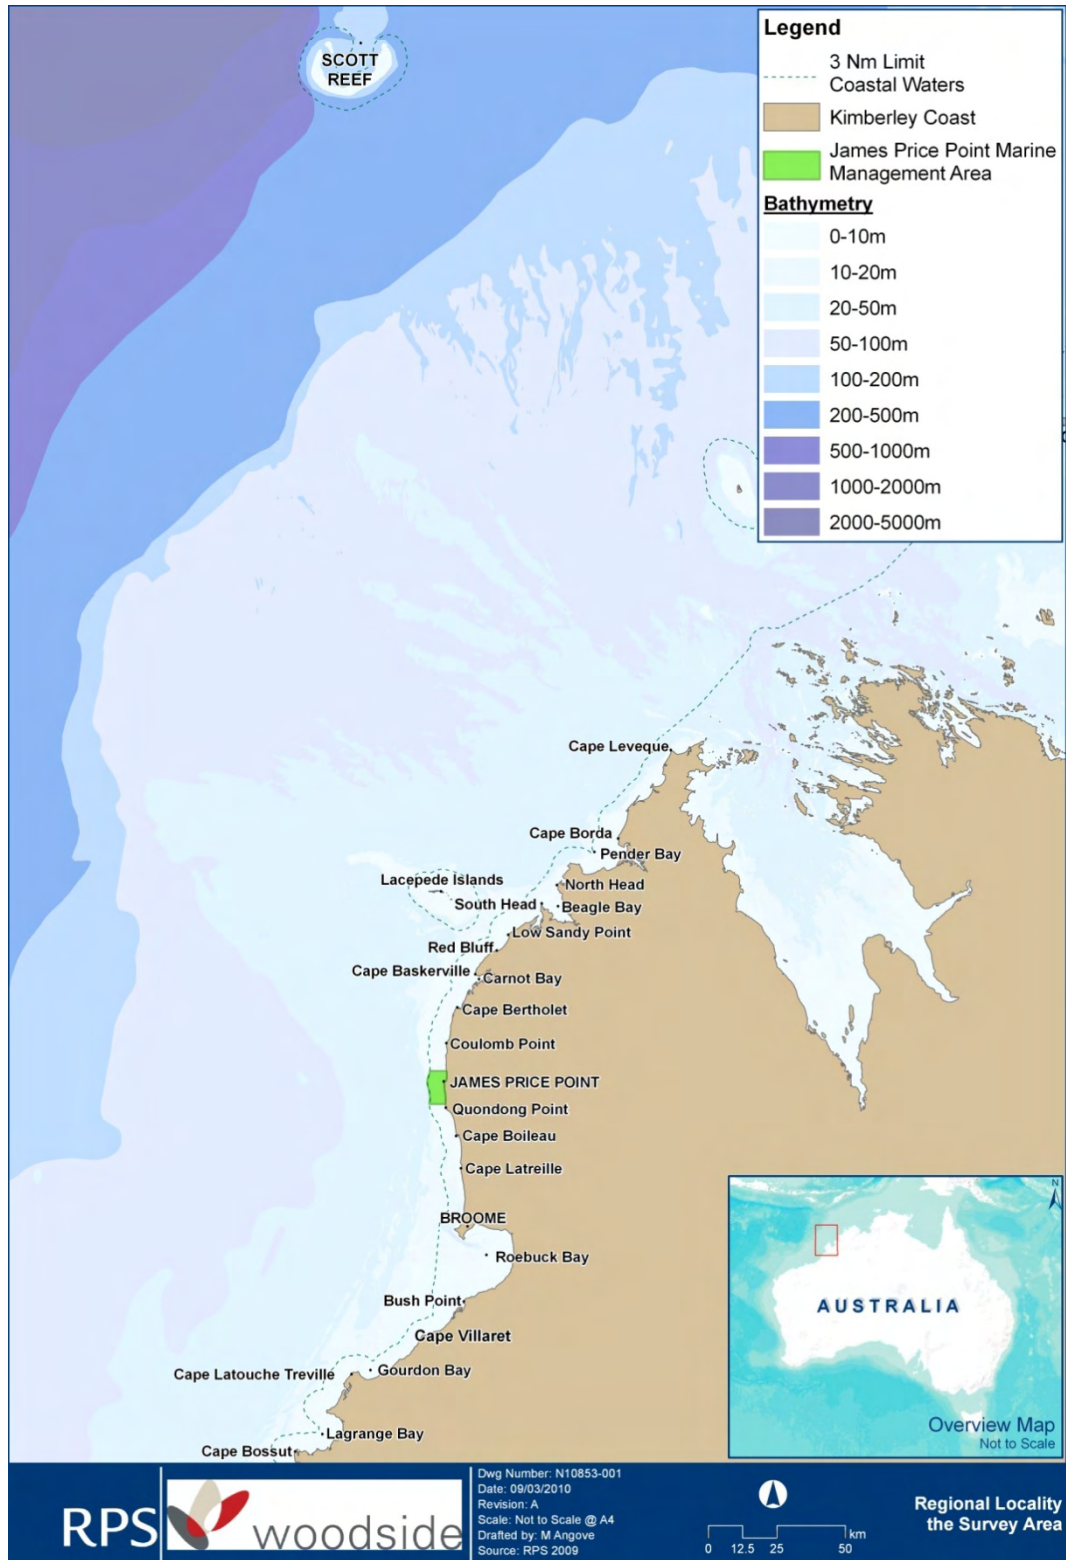 SCOTT
REEF
Legend
3 Nm Limit
Coastal Waters
Kimberley Coast
James Price Point Marine
Management Area
Bathymetry
0-10m
10-20m
20-50m
50-100m
100-200m
200-500m
500-1000m
1000-2000m
2000-5000m
Cape Leveque
Cape Borda
Pender Bay
Lacepede Islands
North Head
South Head
Beagle Bay
Low Sandy Point
Red Bluff
Cape Baskerville
Carnot Bay
Cape Bertholet
Coulomb Point
JAMES PRICE POINT
Quondong Point
Cape Boileau
Cape Latreille
BROOME
Roebuck Bay
Bush Point
Cape Villaret
Gourdon Bay
Cape Latouche Treville
Lagrange Bay
Cape Bossut
N
AUSTRALIA
Overview Map
Not to Scale
RPS
woodside
Dwg Number: N10853-001
Date: 09/03/2010
Revision: A
Scale: Not to Scale @ A4
Drafted by: M Angove
Source: RPS 2009
km
0 12.5 25 50
Regional Locality
the Survey Area